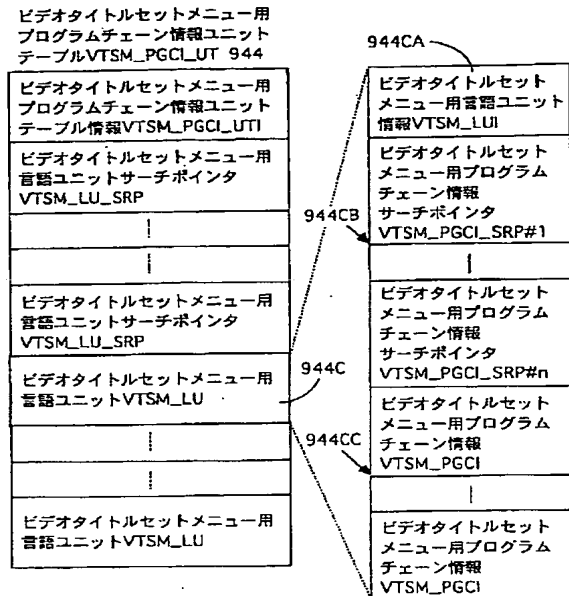 ビデオタイトルセットメニュー用
プログラムチェーン情報ユニット
テーブルVTSM_PGCI_UT 944
ビデオタイトルセットメニュー用
プログラムチェーン情報ユニット
テーブル情報VTSM_PGCI_UTI
ビデオタイトルセットメニュー用
言語ユニットサーチポインタ
VTSM_LU_SRP
ビデオタイトルセットメニュー用
言語ユニットサーチポインタ
VTSM_LU_SRP
ビデオタイトルセットメニュー用
言語ユニットVTSM_LU
ビデオタイトルセットメニュー用
言語ユニットVTSM_LU
944C
944CA
ビデオタイトルセット
メニュー用言語ユニット
情報VTSM_LUI
ビデオタイトルセット
メニュー用プログラム
チェーン情報
サーチポインタ
VTSM_PGCI_SRP#1
944CB
ビデオタイトルセット
メニュー用プログラム
チェーン情報
サーチポインタ
VTSM_PGCI_SRP#n
ビデオタイトルセット
メニュー用プログラム
チェーン情報
VTSM_PGCI
944CC
ビデオタイトルセット
メニュー用プログラム
チェーン情報
VTSM_PGCI